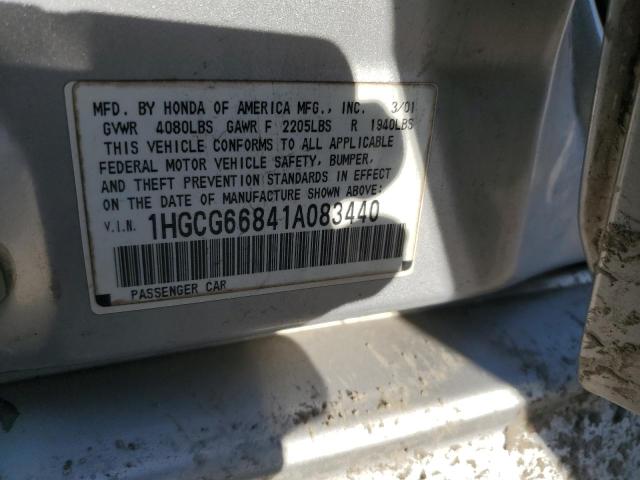 MFD. BY HONDA OF AMERICA MFG., INC. 3/01
GVWR 4080LBS GAWR F 2205LBS R 1940LBS
THIS VEHICLE CONFORMS TO ALL APPLICABLE
FEDERAL MOTOR VEHICLE SAFETY, BUMPER,
AND THEFT PREVENTION STANDARDS IN EFFECT
ON THE DATE OF MANUFACTURE SHOWN ABOVE.
V.I.N. 1HGCG66841A083440
PASSENGER CAR